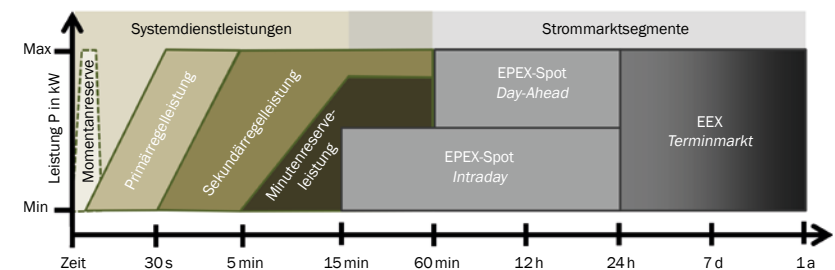 Systemdienstleistungen
Strommarktsegmente
Max
Min
Leistung P in kW
Momentanreserve
Primärregelleistung
Sekundärregelleistung
Minutenreserve-
leistung
EPEX-Spot
Day-Ahead
EPEX-Spot
Intraday
EEX
Terminmarkt
Zeit 30 s 5 min 15 min 60 min 12 h 24 h 7 d 1 a